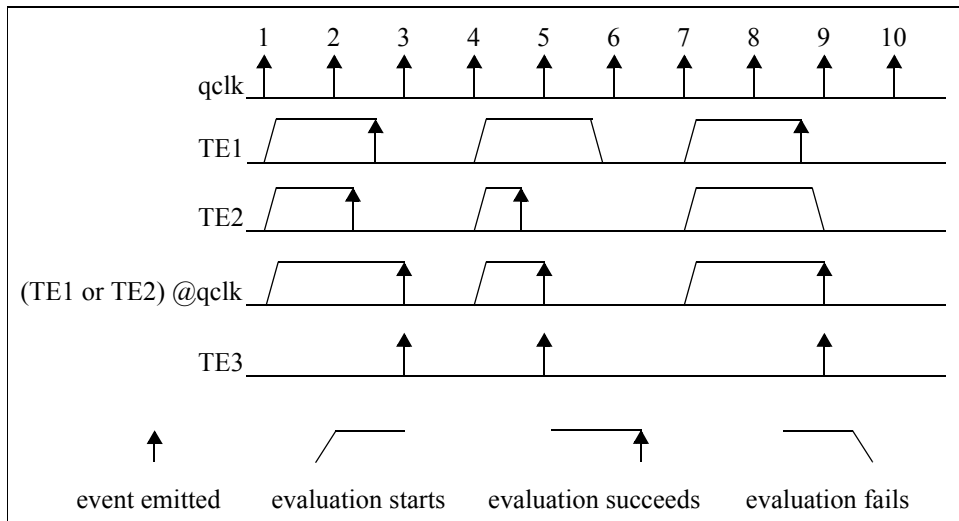 1 2 3 4 5 6 7 8 9 10
qclk
TE1
TE2
(TE1 or TE2) @qclk
TE3
event emitted evaluation starts evaluation succeeds evaluation fails